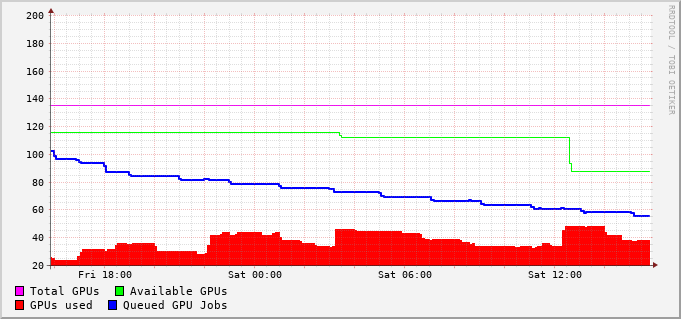 200
180
160
140
120
100
80
60
40
20
Fri 18:00 Sat 00:00 Sat 06:00 Sat 12:00
Total GPUs Available GPUs
GPUs used Queued GPU Jobs
RRDTOOL / TOBI OETIKER